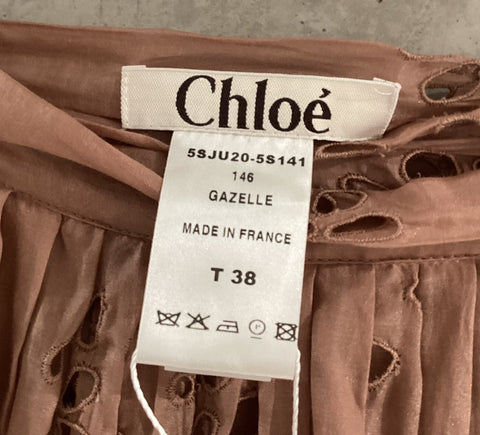 Chloé
5SJU20-5S141
146
GAZELLE
MADE IN FRANCE
T 38